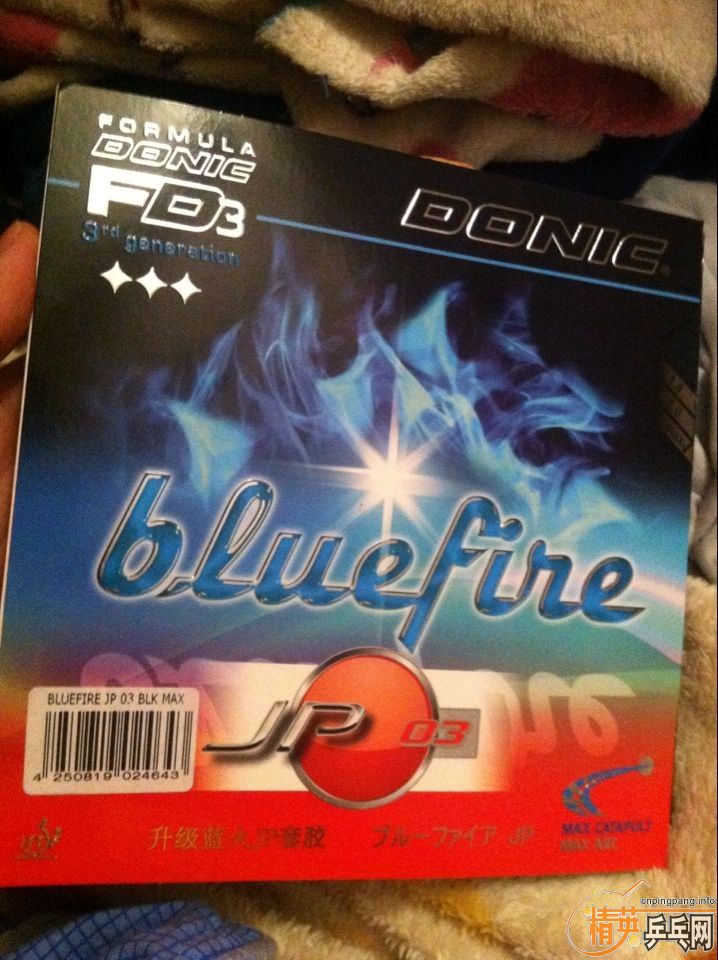 FORMULA
DONIC
FD3
3rd generation
DONIC®
bluefire
BLUEFIRE JP 03 BLK MAX
4 250819 024643
JP 03
升级蓝火JP套胶 ブルーファイア JP
MAX CATAPULT
MAX ARC
cnpingpang.info
精英乒乓网